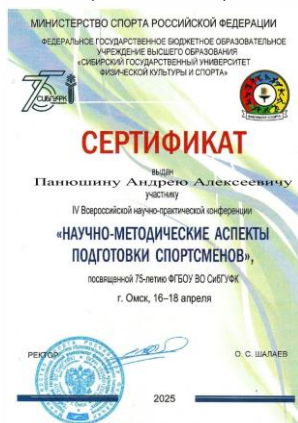 МИНИСТЕРСТВО СПОРТА РОССИЙСКОЙ ФЕДЕРАЦИИ
ФЕДЕРАЛЬНОЕ ГОСУДАРСТВЕННОЕ БЮДЖЕТНОЕ ОБРАЗОВАТЕЛЬНОЕ
УЧРЕЖДЕНИЕ ВЫСШЕГО ОБРАЗОВАНИЯ
«СИБИРСКИЙ ГОСУДАРСТВЕННЫЙ УНИВЕРСИТЕТ
ФИЗИЧЕСКОЙ КУЛЬТУРЫ И СПОРТА»
75
СИБГУФК
СЕРТИФИКАТ
выдан
Панюшину Андрею Алексеевичу
участнику
IV Всероссийской научно-практической конференции
«НАУЧНО-МЕТОДИЧЕСКИЕ АСПЕКТЫ
ПОДГОТОВКИ СПОРТСМЕНОВ»,
посвященной 75-летию ФГБОУ ВО СибГУФК
г. Омск, 16–18 апреля
РЕКТОР
О. С. ШАЛАЕВ
2025